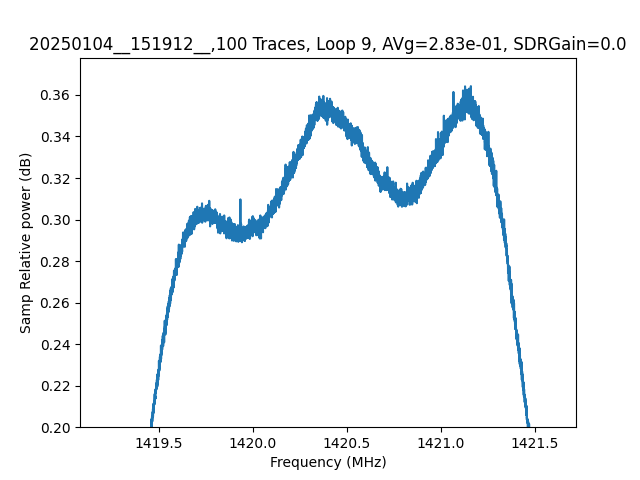 20250104__151912__,100 Traces, Loop 9, AVg=2.83e-01, SDRGain=0.0
0.36
0.34
0.32
0.30
0.28
0.26
0.24
0.22
0.20
Samp Relative power (dB)
1419.5 1420.0 1420.5 1421.0 1421.5
Frequency (MHz)